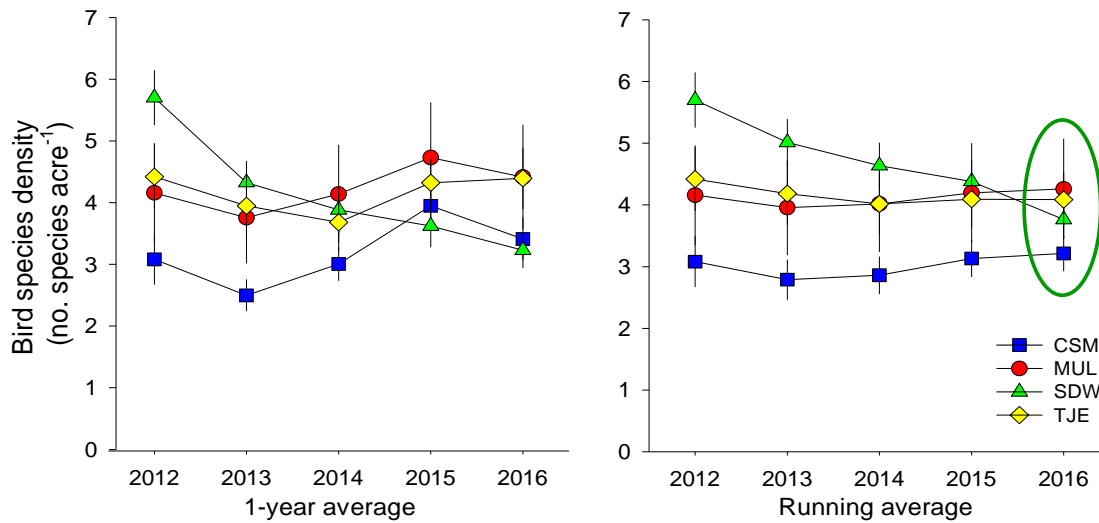 Bird species density
(no. species acre⁻¹)
7
6
5
4
3
2
1
0
2012 2013 2014 2015 2016
1-year average
7
6
5
4
3
2
1
0
2012 2013 2014 2015 2016
Running average
CSM
MUL
SDW
TJE